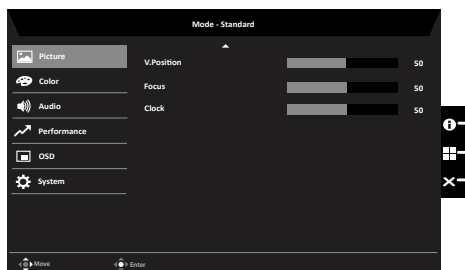 Mode - Standard
Picture
Color
Audio
Performance
OSD
System
V.Position 50
Focus 50
Clock 50
Move Enter